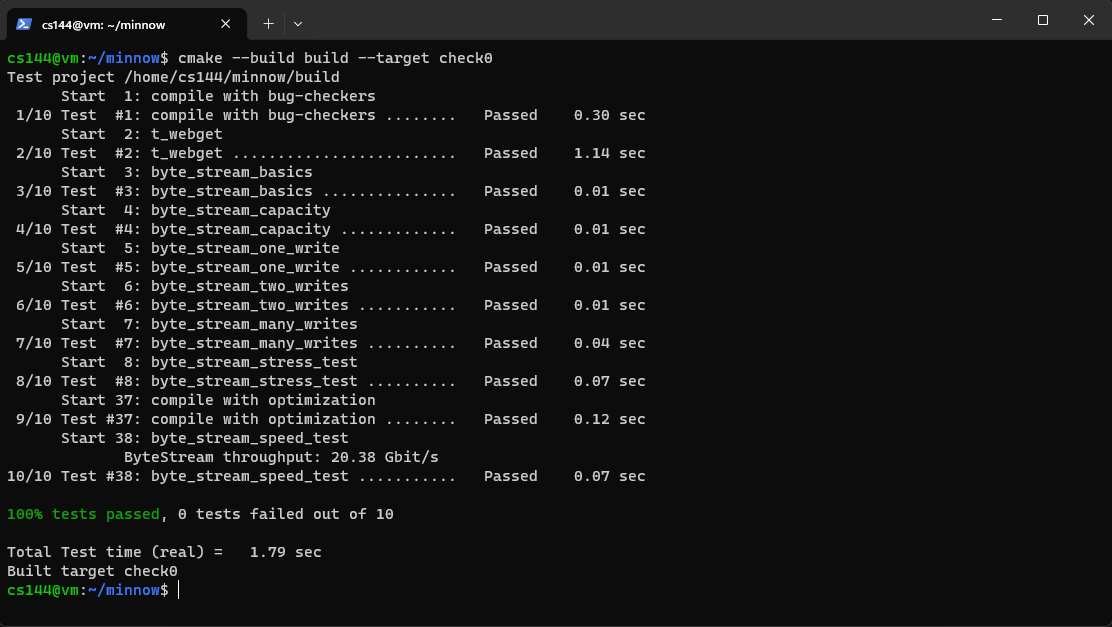 cs144@vm: ~/minnow
cs144@vm:~/minnow$ cmake --build build --target check0
Test project /home/cs144/minnow/build
      Start  1: compile with bug-checkers
 1/10 Test  #1: compile with bug-checkers ........   Passed    0.30 sec
      Start  2: t_webget
 2/10 Test  #2: t_webget .........................   Passed    1.14 sec
      Start  3: byte_stream_basics
 3/10 Test  #3: byte_stream_basics ...............   Passed    0.01 sec
      Start  4: byte_stream_capacity
 4/10 Test  #4: byte_stream_capacity .............   Passed    0.01 sec
      Start  5: byte_stream_one_write
 5/10 Test  #5: byte_stream_one_write ............   Passed    0.01 sec
      Start  6: byte_stream_two_writes
 6/10 Test  #6: byte_stream_two_writes ...........   Passed    0.01 sec
      Start  7: byte_stream_many_writes
 7/10 Test  #7: byte_stream_many_writes ..........   Passed    0.04 sec
      Start  8: byte_stream_stress_test
 8/10 Test  #8: byte_stream_stress_test ..........   Passed    0.07 sec
      Start 37: compile with optimization
 9/10 Test #37: compile with optimization ........   Passed    0.12 sec
      Start 38: byte_stream_speed_test
             ByteStream throughput: 20.38 Gbit/s
10/10 Test #38: byte_stream_speed_test ...........   Passed    0.07 sec

100% tests passed, 0 tests failed out of 10

Total Test time (real) =   1.79 sec
Built target check0
cs144@vm:~/minnow$